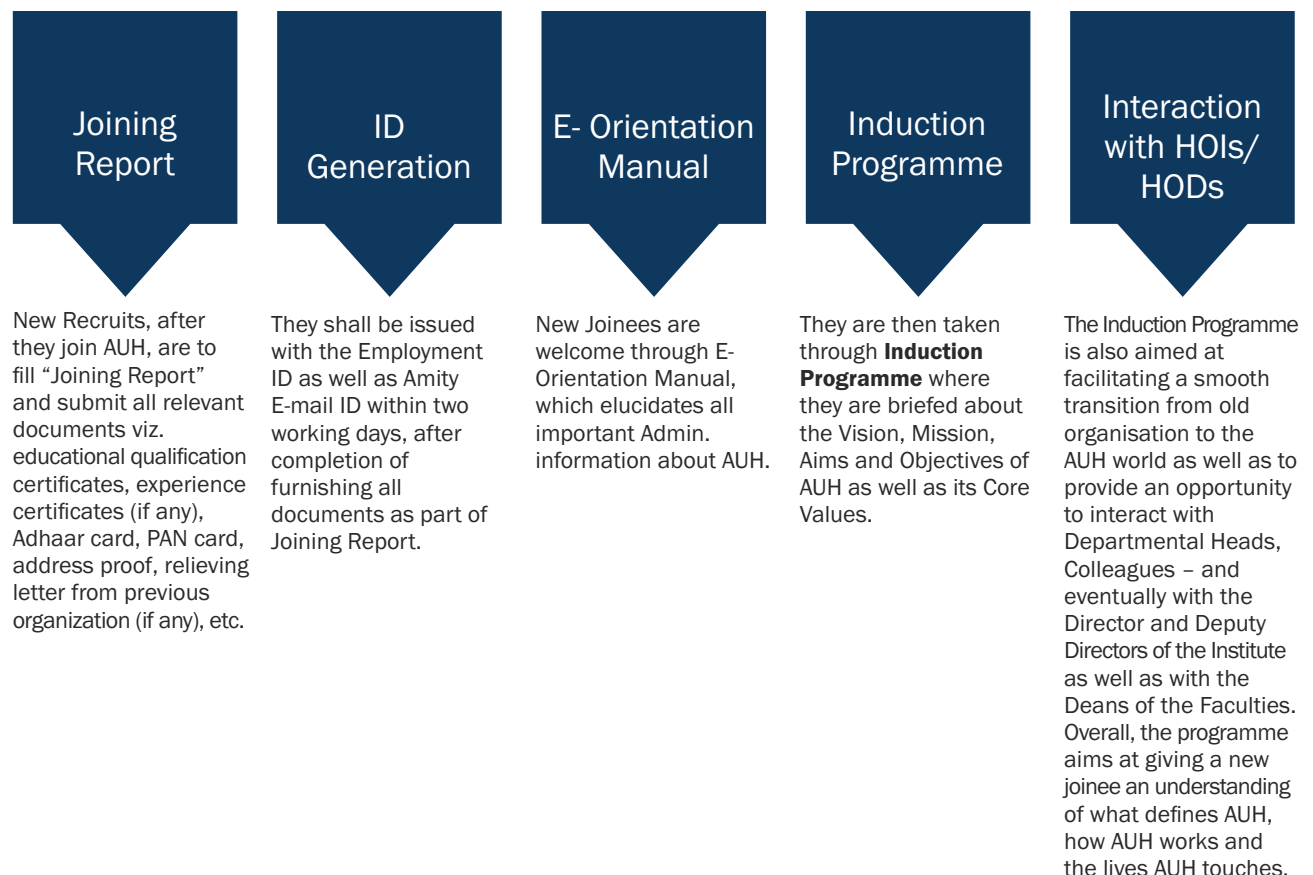 Joining
Report
New Recruits, after
they join AUH, are to
fill “Joining Report”
and submit all relevant
documents viz.
educational qualification
certificates, experience
certificates (if any),
Adhaar card, PAN card,
address proof, relieving
letter from previous
organization (if any), etc.
ID
Generation
They shall be issued
with the Employment
ID as well as Amity
E-mail ID within two
working days, after
completion of
furnishing all
documents as part of
Joining Report.
E- Orientation
Manual
New Joinees are
welcome through E-
Orientation Manual,
which elucidates all
important Admin.
information about AUH.
Induction
Programme
They are then taken
through Induction
Programme where
they are briefed about
the Vision, Mission,
Aims and Objectives of
AUH as well as its Core
Values.
Interaction
with HOIs/
HODs
The Induction Programme
is also aimed at
facilitating a smooth
transition from old
organisation to the
AUH world as well as to
provide an opportunity
to interact with
Departmental Heads,
Colleagues – and
eventually with the
Director and Deputy
Directors of the Institute
as well as with the
Deans of the Faculties.
Overall, the programme
aims at giving a new
joinee an understanding
of what defines AUH,
how AUH works and
the lives AUH touches.